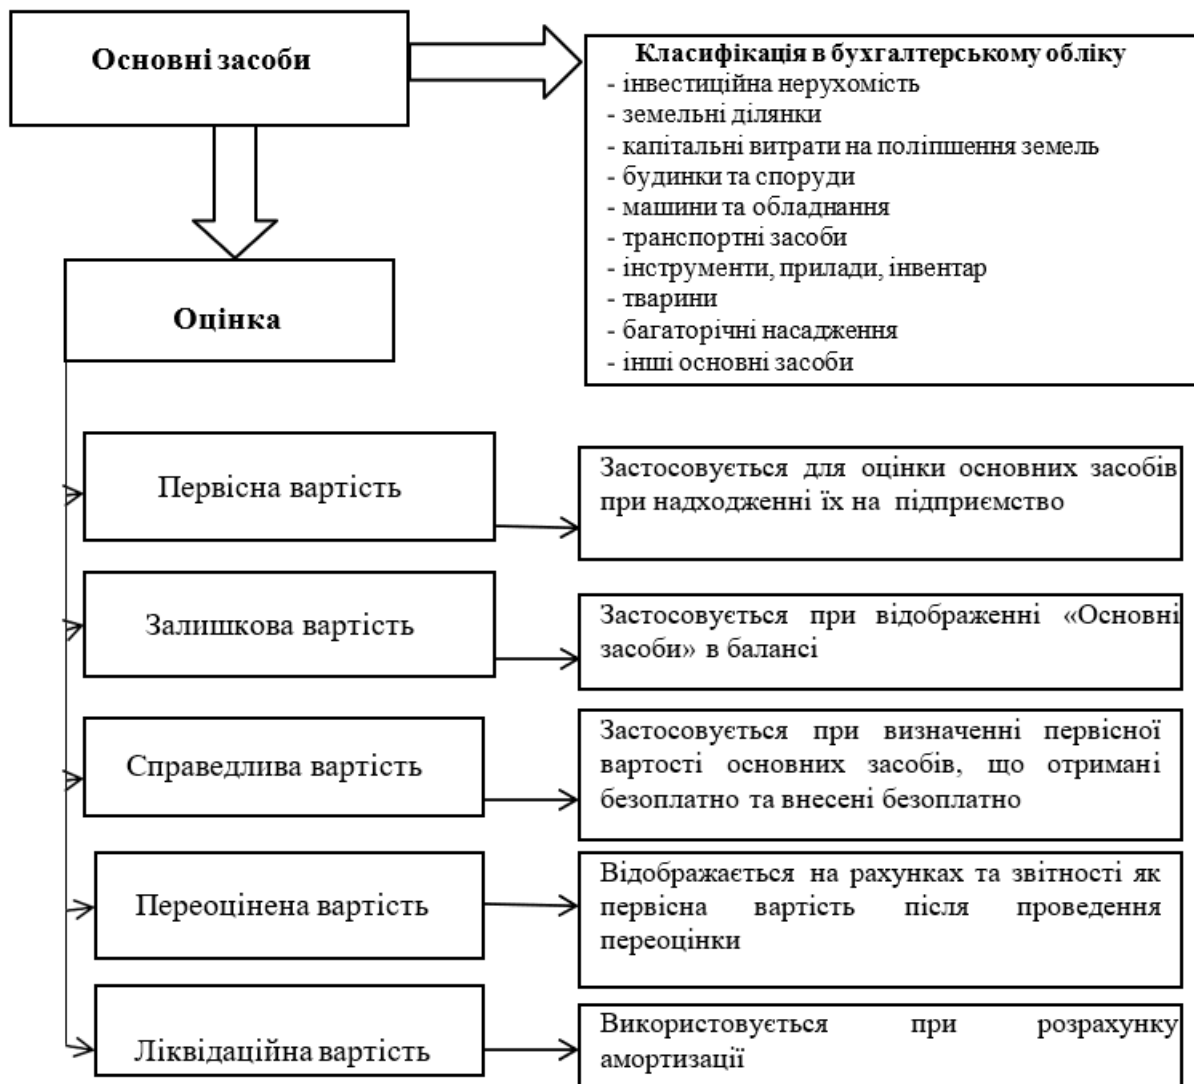 Основні засоби
Класифікація в бухгалтерському обліку
- інвестиційна нерухомість
- земельні ділянки
- капітальні витрати на поліпшення земель
- будинки та споруди
- машини та обладнання
- транспортні засоби
- інструменти, прилади, інвентар
- тварини
- багаторічні насадження
- інші основні засоби
Оцінка
Первісна вартість
Застосовується для оцінки основних засобів
при надходженні їх на підприємство
Залишкова вартість
Застосовується при відображенні «Основні
засоби» в балансі
Справедлива вартість
Застосовується при визначенні первісної
вартості основних засобів, що отримані
безоплатно та внесені безоплатно
Переоцінена вартість
Відображається на рахунках та звітності як
первісна вартість після проведення
переоцінки
Ліквідаційна вартість
Використовується при розрахунку
амортизації